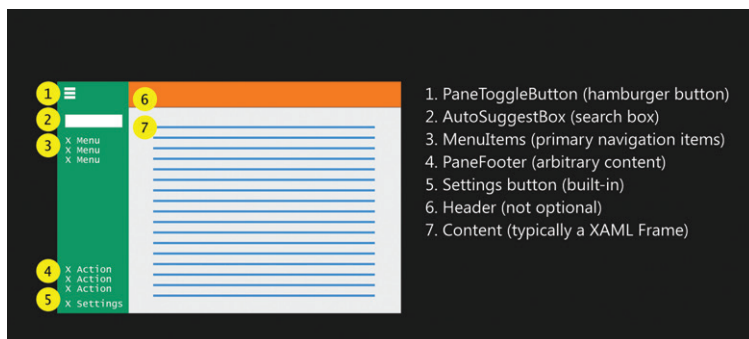 1
2
3 X Menu
X Menu
X Menu
4 X Action
X Action
X Action
5 X Settings
6
7
1. PaneToggleButton (hamburger button)
2. AutoSuggestBox (search box)
3. MenuItems (primary navigation items)
4. PaneFooter (arbitrary content)
5. Settings button (built-in)
6. Header (not optional)
7. Content (typically a XAML Frame)